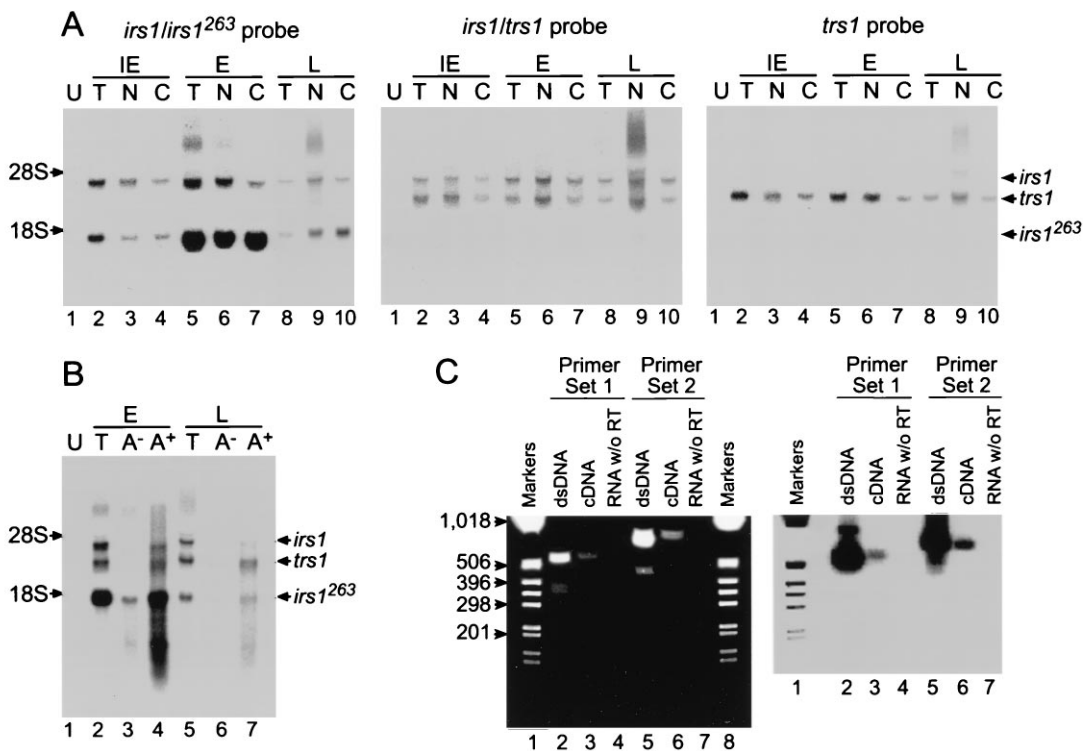 A
irs1/irs1²⁶³ probe
irs1/trs1 probe
trs1 probe
IE E L
IE E L
IE E L
U T N C T N C T N C
U T N C T N C T N C
U T N C T N C T N C
28S
18S
irs1
trs1
irs1²⁶³
1 2 3 4 5 6 7 8 9 10
1 2 3 4 5 6 7 8 9 10
1 2 3 4 5 6 7 8 9 10
B
E L
U T A⁻ A⁺ T A⁻ A⁺
28S
18S
irs1
trs1
irs1²⁶³
1 2 3 4 5 6 7
C
Primer Set 1
Primer Set 2
Markers
dsDNA
cDNA
RNA w/o RT
dsDNA
cDNA
RNA w/o RT
Markers
1,018
506
396
298
201
1 2 3 4 5 6 7 8
Primer Set 1
Primer Set 2
Markers
dsDNA
cDNA
RNA w/o RT
dsDNA
cDNA
RNA w/o RT
1 2 3 4 5 6 7